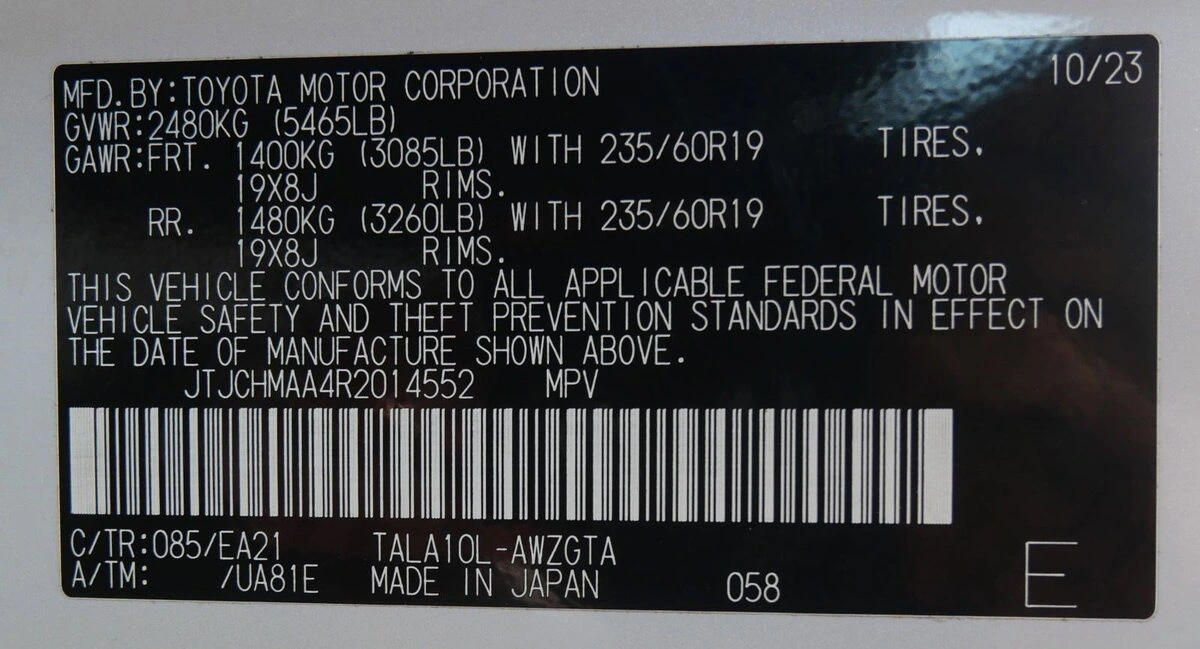 10/23
MFD.BY:TOYOTA MOTOR CORPORATION
GVWR:2480KG (5465LB)
GAWR:FRT. 1400KG (3085LB) WITH 235/60R19 TIRES.
19X8J RIMS.
RR. 1480KG (3260LB) WITH 235/60R19 TIRES.
19X8J RIMS.
THIS VEHICLE CONFORMS TO ALL APPLICABLE FEDERAL MOTOR
VEHICLE SAFETY AND THEFT PREVENTION STANDARDS IN EFFECT ON
THE DATE OF MANUFACTURE SHOWN ABOVE.
JTJCHMAA4R2014552 MPV
C/TR:085/EA21 TALA10L-AWZGTA
A/TM: /UA81E MADE IN JAPAN 058 E